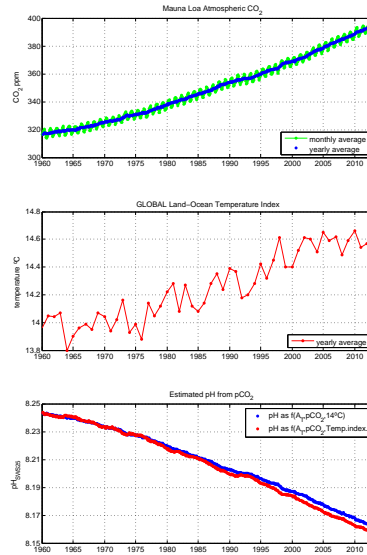 Mauna Loa Atmospheric CO2
400
380
360
340
320
300
CO2 ppm
monthly average
yearly average
1960 1965 1970 1975 1980 1985 1990 1995 2000 2005 2010
GLOBAL Land−Ocean Temperature Index
14.8
14.6
14.4
14.2
14
13.8
temperature ºC
yearly average
1960 1965 1970 1975 1980 1985 1990 1995 2000 2005 2010
Estimated pH from pCO2
8.25
8.23
8.21
8.19
8.17
8.15
pHSWS25
pH as f(AT,pCO2,14ºC)
pH as f(AT,pCO2,Temp.index.)
1960 1965 1970 1975 1980 1985 1990 1995 2000 2005 2010